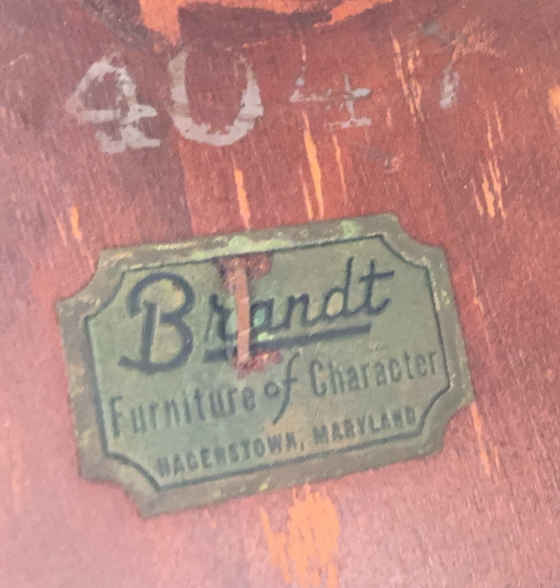 4047
Brandt
Furniture of Character
HAGERSTOWN, MARYLAND